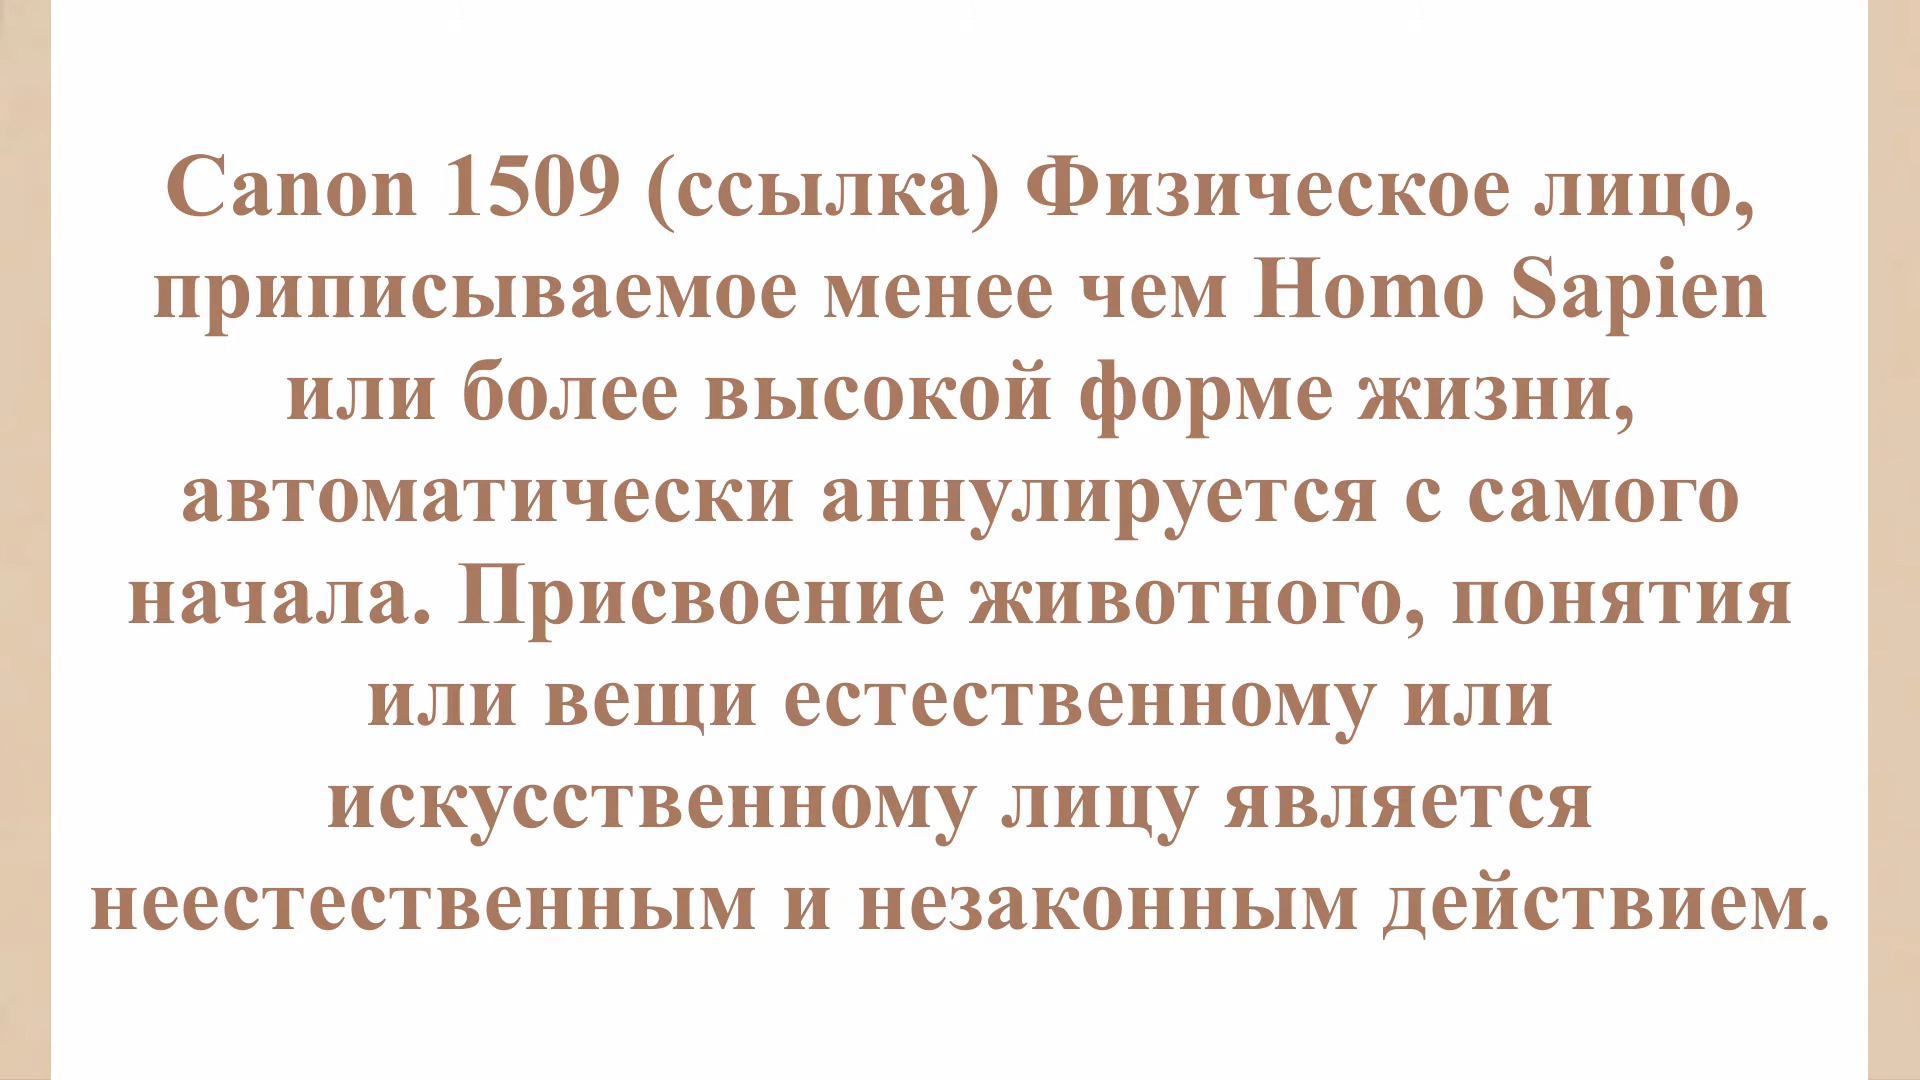 Canon 1509 (ссылка) Физическое лицо,
приписываемое менее чем Homo Sapien
или более высокой форме жизни,
автоматически аннулируется с самого
начала. Присвоение животного, понятия
или вещи естественному или
искусственному лицу является
неестественным и незаконным действием.